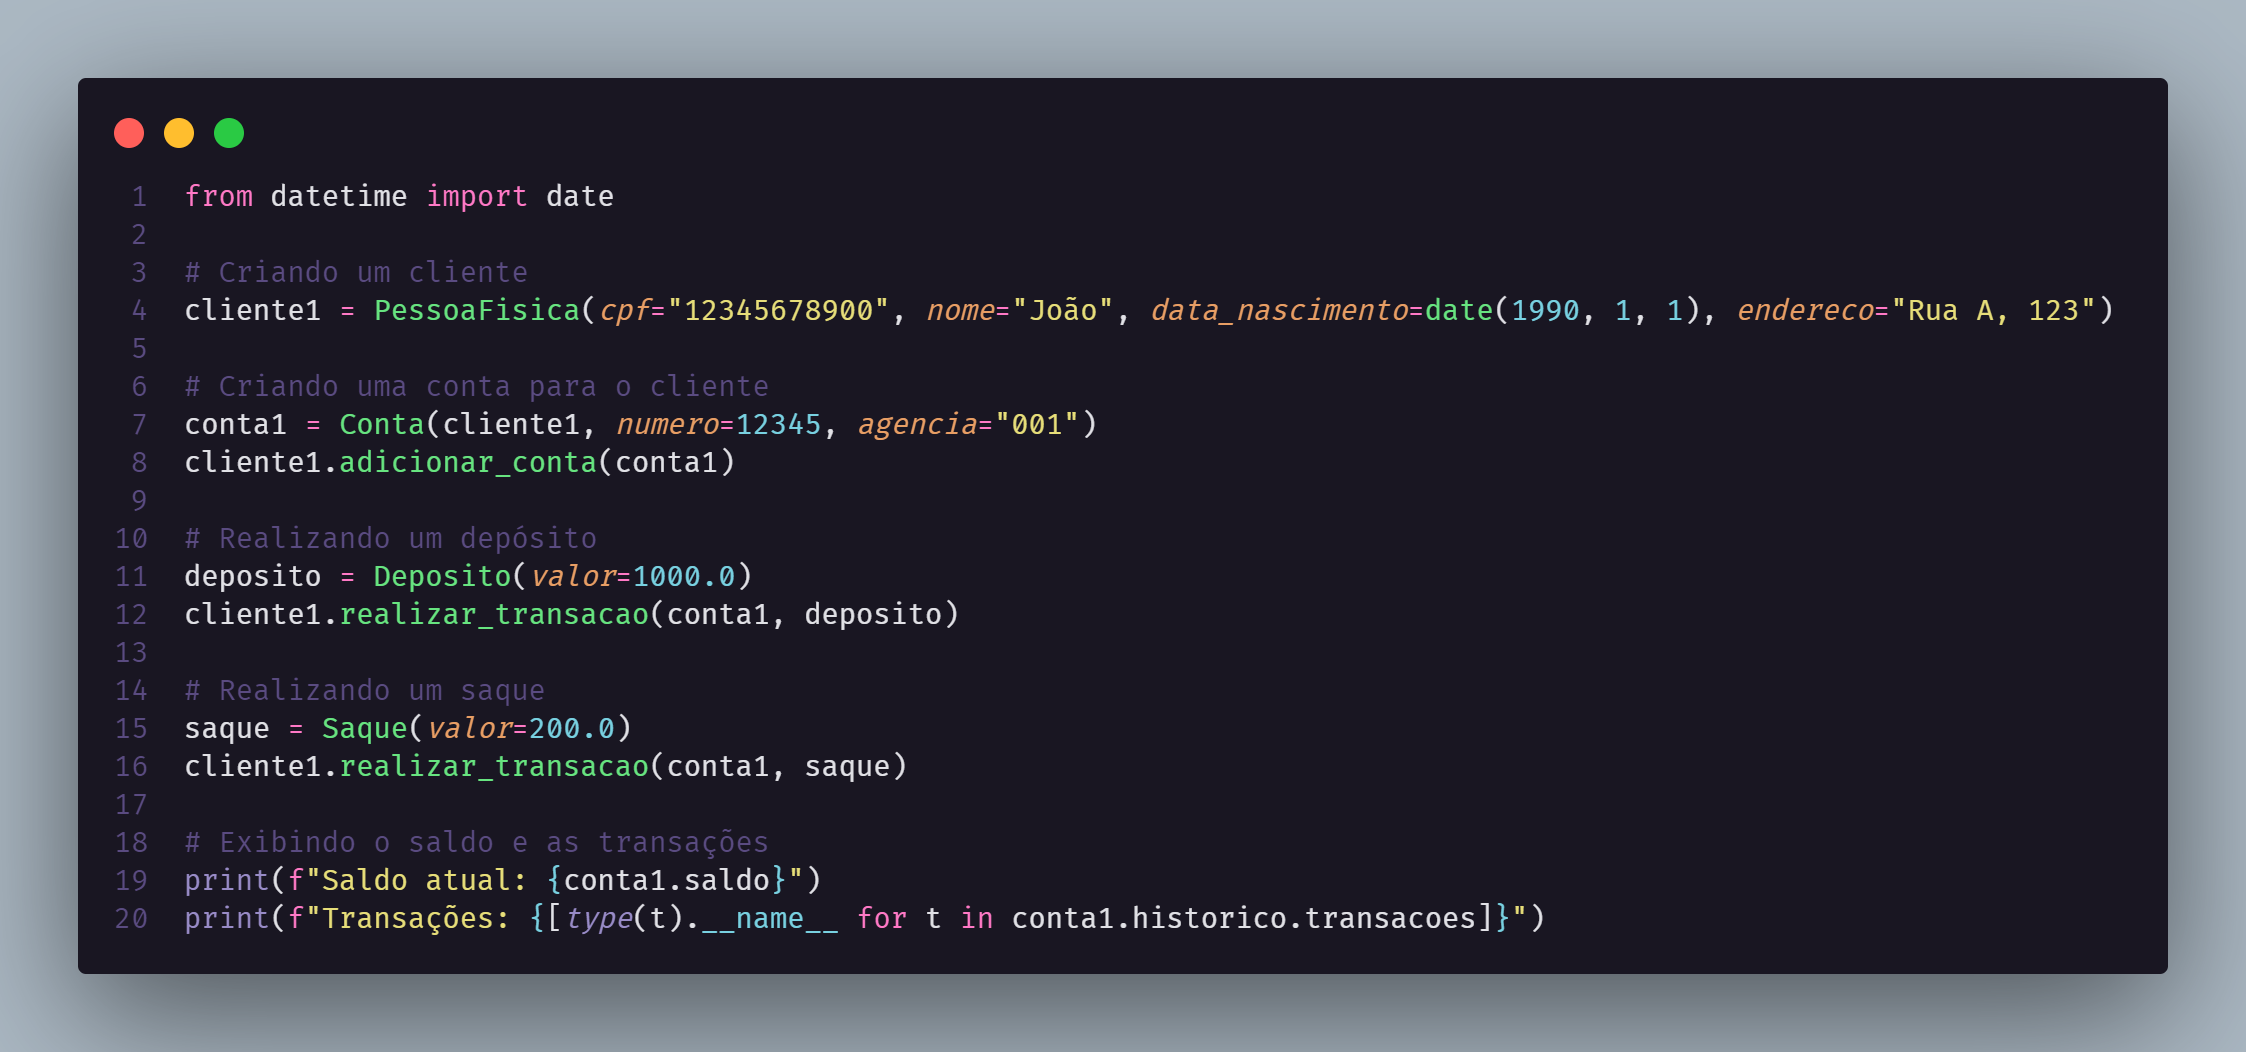 1 from datetime import date
2
3 # Criando um cliente
4 cliente1 = PessoaFisica(cpf="12345678900", nome="João", data_nascimento=date(1990, 1, 1), endereco="Rua A, 123")
5
6 # Criando uma conta para o cliente
7 conta1 = Conta(cliente1, numero=12345, agencia="001")
8 cliente1.adicionar_conta(conta1)
9
10 # Realizando um depósito
11 deposito = Deposito(valor=1000.0)
12 cliente1.realizar_transacao(conta1, deposito)
13
14 # Realizando um saque
15 saque = Saque(valor=200.0)
16 cliente1.realizar_transacao(conta1, saque)
17
18 # Exibindo o saldo e as transações
19 print(f"Saldo atual: {conta1.saldo}")
20 print(f"Transações: {[type(t).__name__ for t in conta1.historico.transacoes]}")